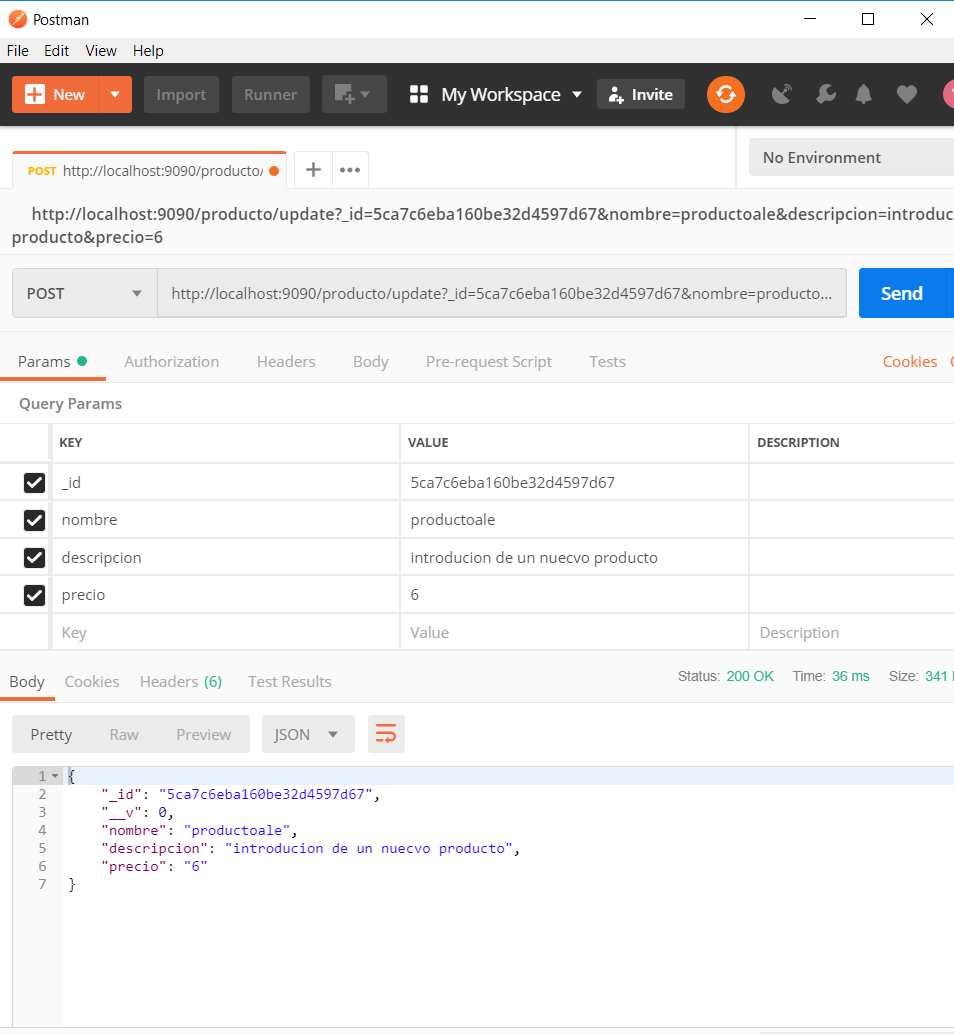 Postman
File Edit View Help
New Import Runner My Workspace Invite
POST http://localhost:9090/producto/ ••• No Environment
http://localhost:9090/producto/update?_id=5ca7c6eba160be32d4597d67&nombre=productoale&descripcion=introduc
producto&precio=6
POST http://localhost:9090/producto/update?_id=5ca7c6eba160be32d4597d67&nombre=producto... Send
Params Authorization Headers Body Pre-request Script Tests Cookies
Query Params
KEY VALUE DESCRIPTION
_id 5ca7c6eba160be32d4597d67
nombre productoale
descripcion introducion de un nuecvo producto
precio 6
Key Value Description
Body Cookies Headers (6) Test Results Status: 200 OK Time: 36 ms Size: 341
Pretty Raw Preview JSON
1 {
2 "_id": "5ca7c6eba160be32d4597d67",
3 "__v": 0,
4 "nombre": "productoale",
5 "descripcion": "introducion de un nuecvo producto",
6 "precio": "6"
7 }